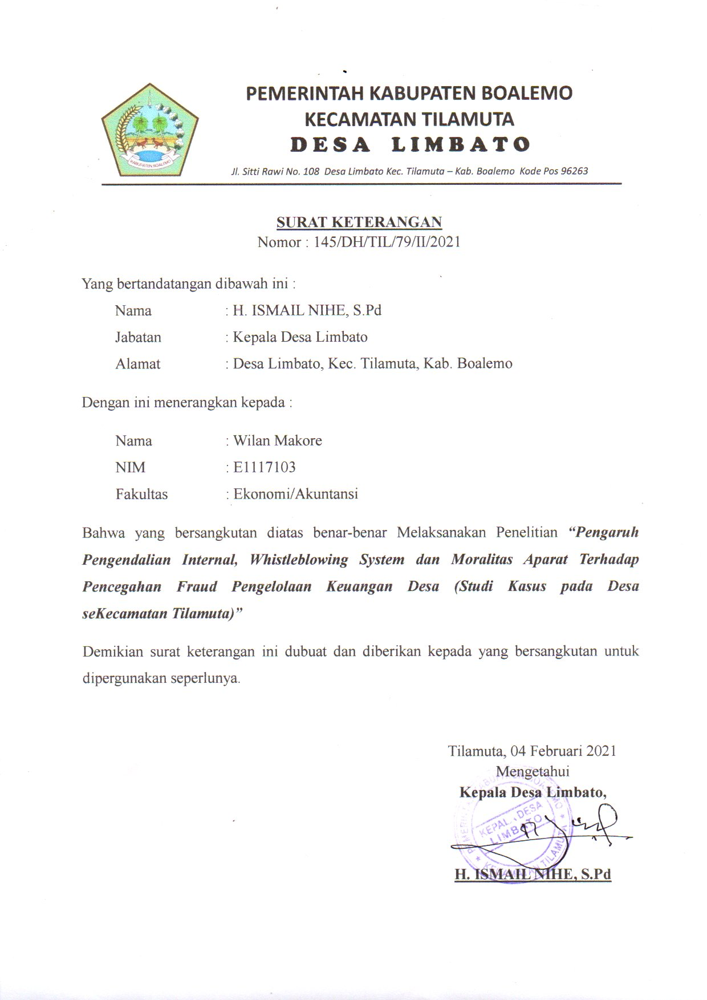 PEMERINTAH KABUPATEN BOALEMO
KECAMATAN TILAMUTA
DESA LIMBATO
Jl. Sitti Rawi No. 108 Desa Limbato Kec. Tilamuta – Kab. Boalemo Kode Pos 96263
KABUPATEN BOALEMO
SURAT KETERANGAN
Nomor : 145/DH/TIL/79/II/2021
Yang bertandatangan dibawah ini :
Nama : H. ISMAIL NIHE, S.Pd
Jabatan : Kepala Desa Limbato
Alamat : Desa Limbato, Kec. Tilamuta, Kab. Boalemo
Dengan ini menerangkan kepada :
Nama : Wilan Makore
NIM : E1117103
Fakultas : Ekonomi/Akuntansi
Bahwa yang bersangkutan diatas benar-benar Melaksanakan Penelitian “Pengaruh
Pengendalian Internal, Whistleblowing System dan Moralitas Aparat Terhadap
Pencegahan Fraud Pengelolaan Keuangan Desa (Studi Kasus pada Desa
seKecamatan Tilamuta)”
Demikian surat keterangan ini dubuat dan diberikan kepada yang bersangkutan untuk
dipergunakan seperlunya.
Tilamuta, 04 Februari 2021
Mengetahui
Kepala Desa Limbato,
DESA
LIMBATO
TILAMUTA
H. ISMAIL NIHE, S.Pd